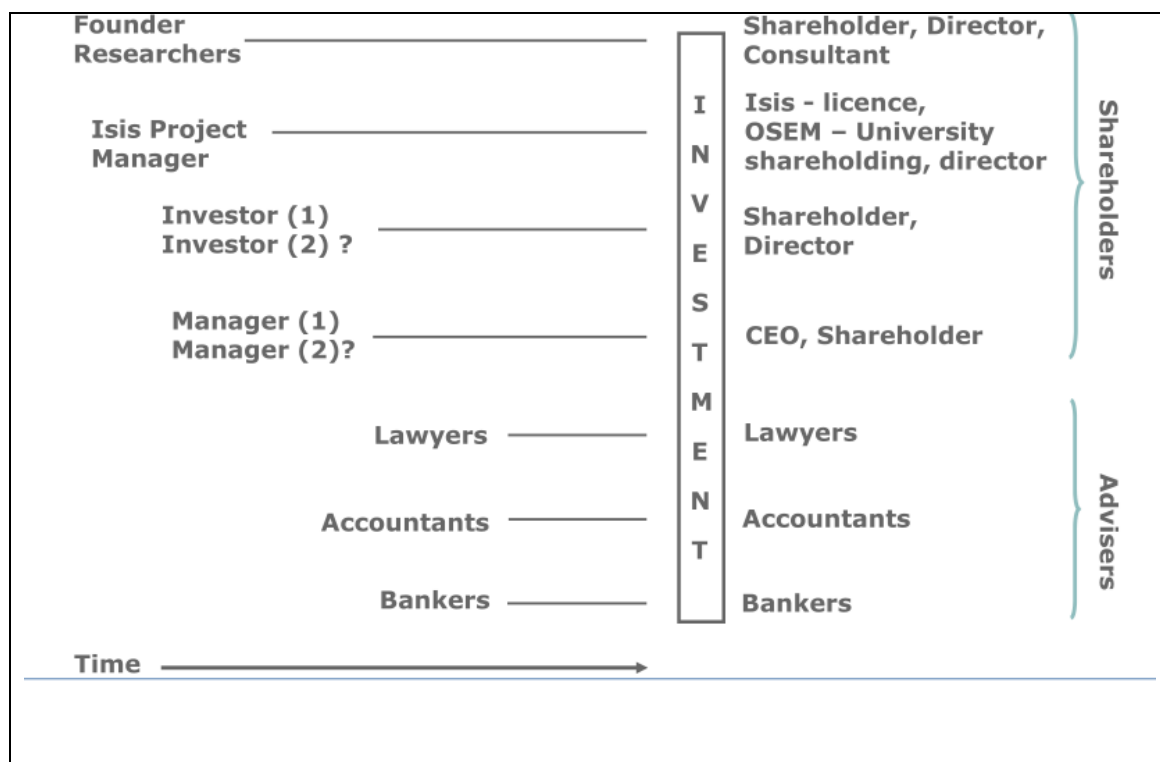 Founder
Researchers
Shareholder, Director,
Consultant
Isis Project
Manager
Isis - licence,
OSEM – University
shareholding, director
Investor (1)
Investor (2) ?
Shareholder,
Director
Manager (1)
Manager (2)?
CEO, Shareholder
Lawyers
Lawyers
Accountants
Accountants
Bankers
Bankers
I
N
V
E
S
T
M
E
N
T
Shareholders
Advisers
Time